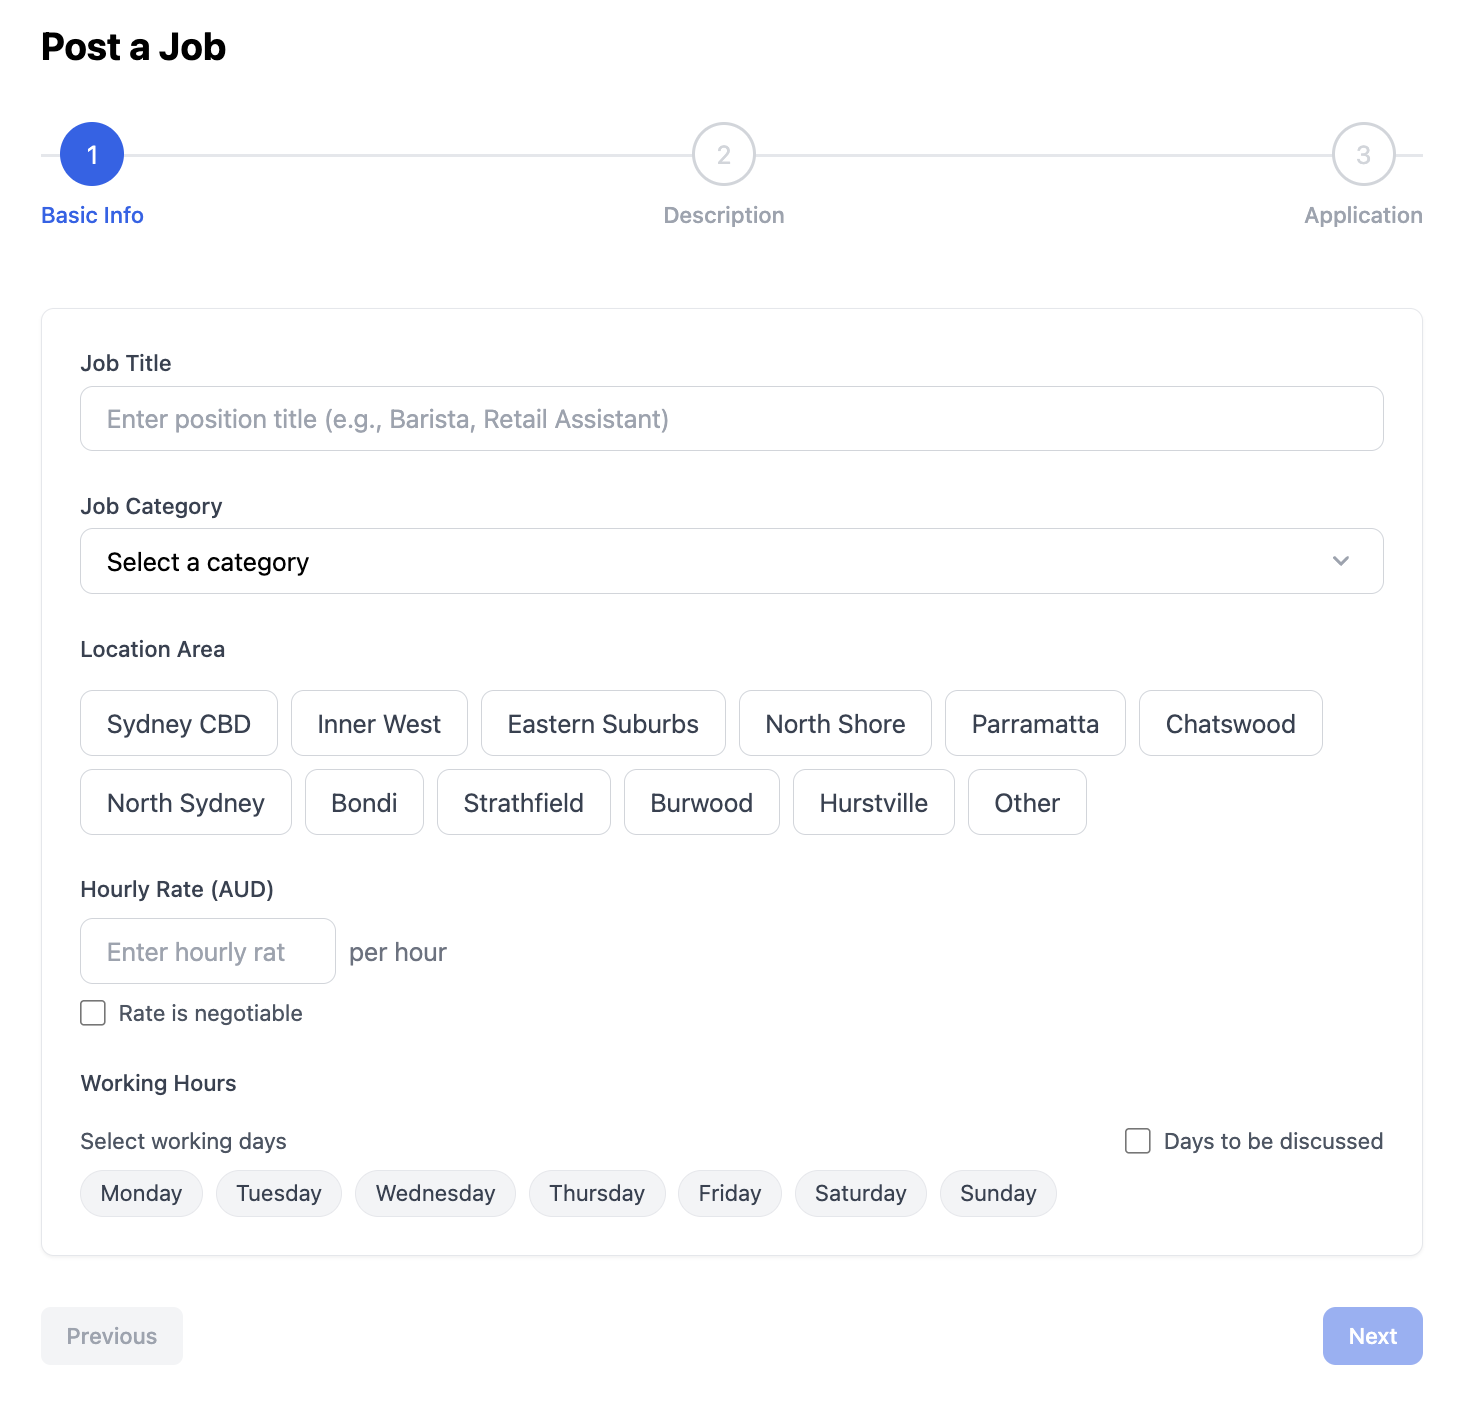 Post a Job
1 2 3
Basic Info Description Application
Job Title
Enter position title (e.g., Barista, Retail Assistant)
Job Category
Select a category
Location Area
Sydney CBD Inner West Eastern Suburbs North Shore Parramatta Chatswood
North Sydney Bondi Strathfield Burwood Hurstville Other
Hourly Rate (AUD)
Enter hourly rat per hour
Rate is negotiable
Working Hours
Select working days Days to be discussed
Monday Tuesday Wednesday Thursday Friday Saturday Sunday
Previous Next